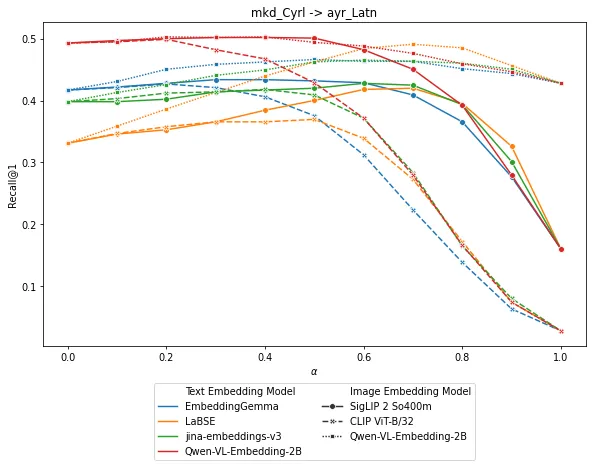 mkd_Cyrl -> ayr_Latn
Recall@1
0.5
0.4
0.3
0.2
0.1
0.0 0.2 0.4 0.6 0.8 1.0
α
Text Embedding Model
EmbeddingGemma
LaBSE
jina-embeddings-v3
Qwen-VL-Embedding-2B
Image Embedding Model
SigLIP 2 So400m
CLIP ViT-B/32
Qwen-VL-Embedding-2B